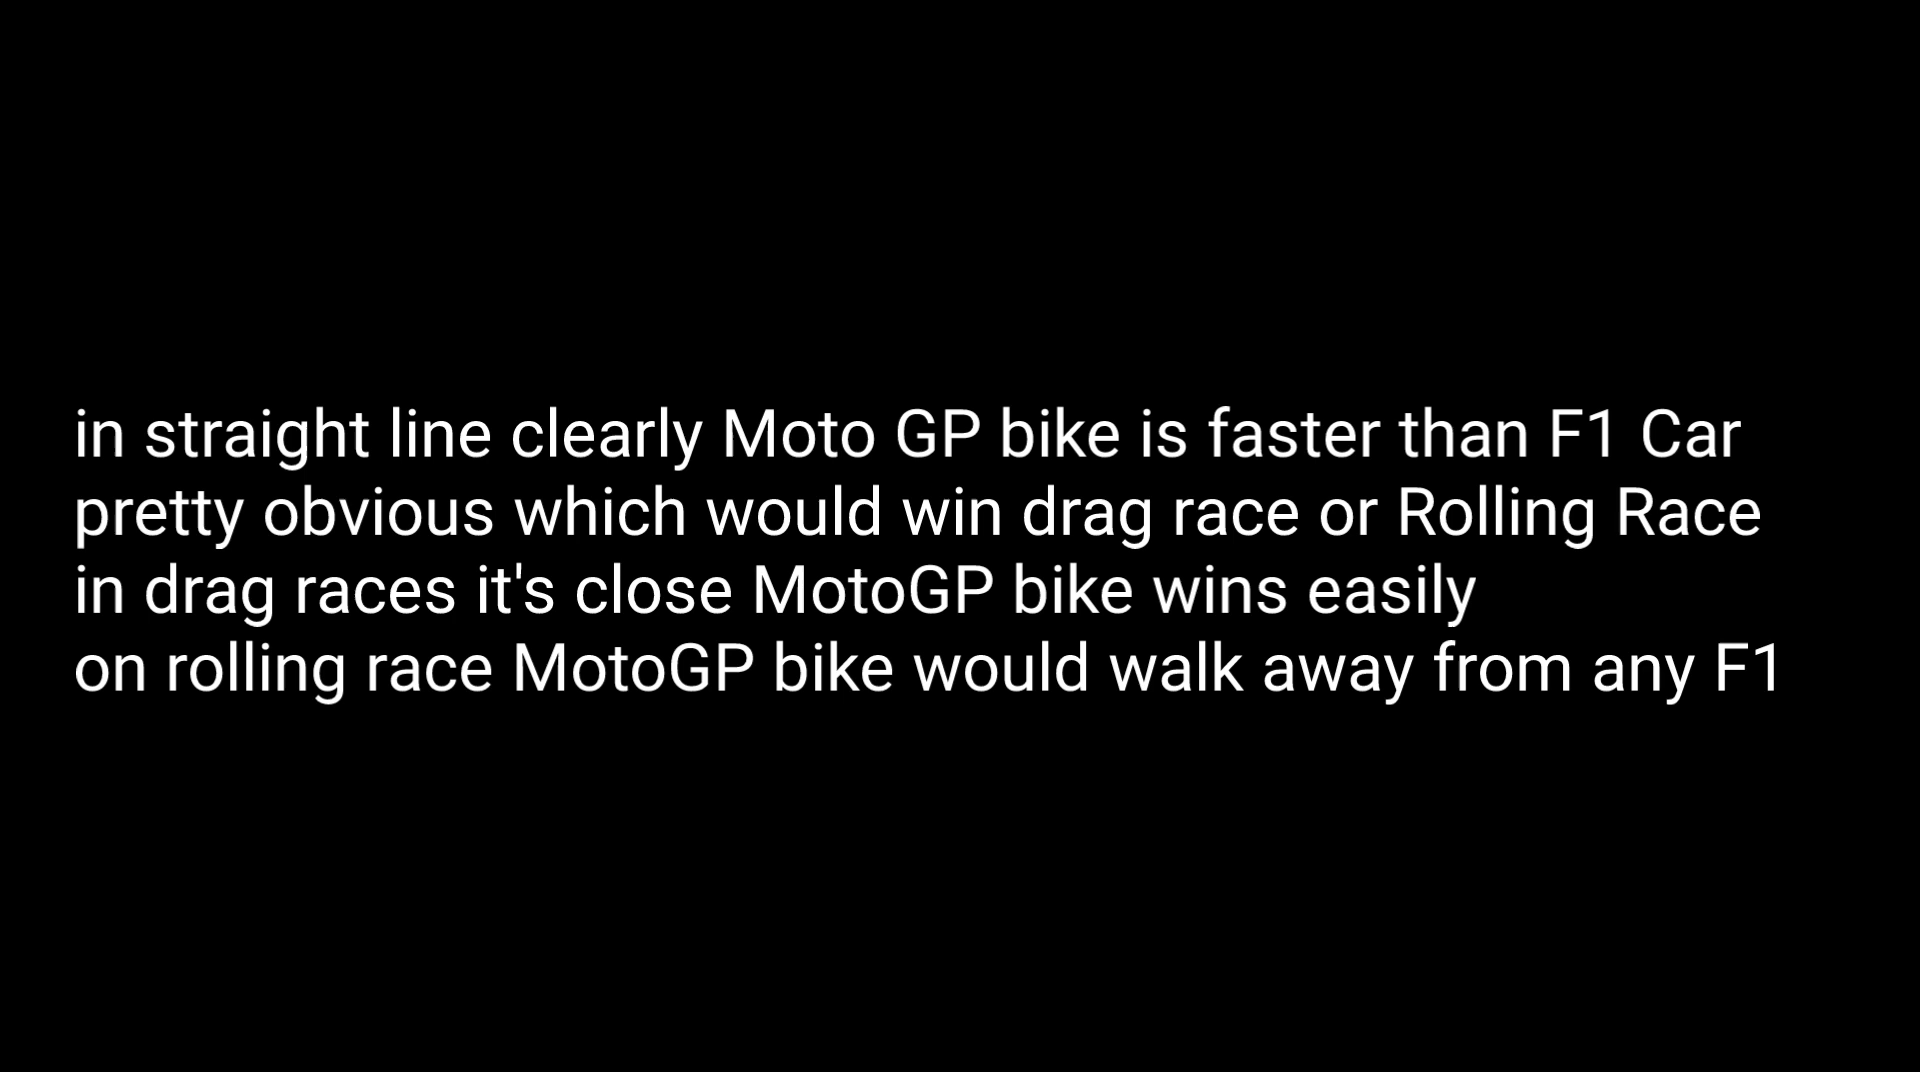 in straight line clearly Moto GP bike is faster than F1 Car
pretty obvious which would win drag race or Rolling Race
in drag races it's close MotoGP bike wins easily
on rolling race MotoGP bike would walk away from any F1